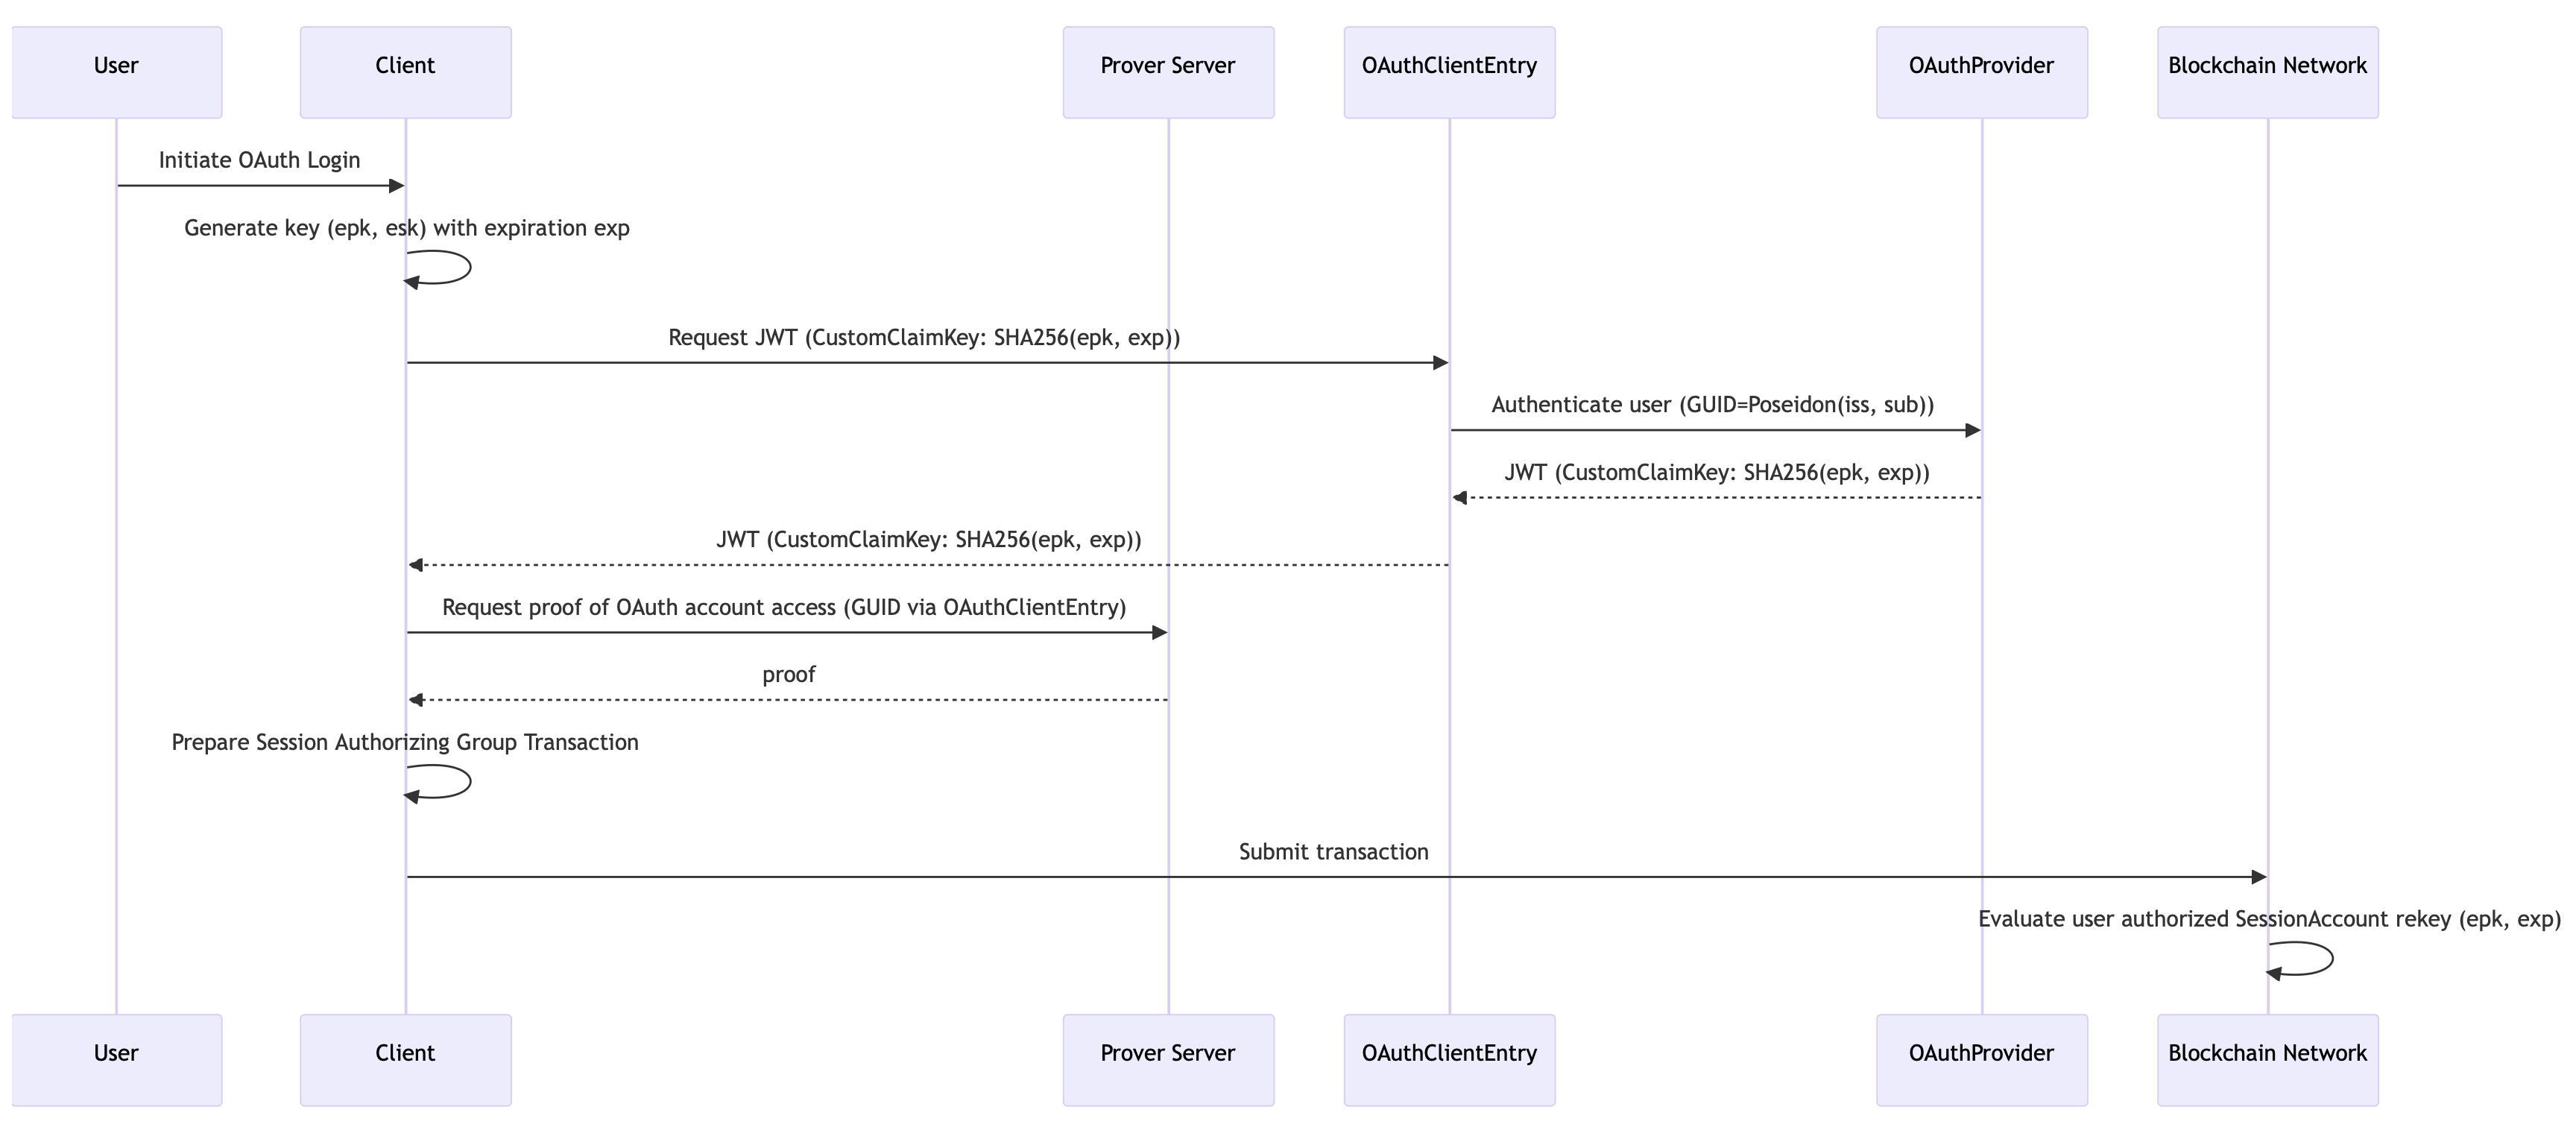 User
Client
Prover Server
OAuthClientEntry
OAuthProvider
Blockchain Network
Initiate OAuth Login
Generate key (epk, esk) with expiration exp
Request JWT (CustomClaimKey: SHA256(epk, exp))
Authenticate user (GUID=Poseidon(iss, sub))
JWT (CustomClaimKey: SHA256(epk, exp))
JWT (CustomClaimKey: SHA256(epk, exp))
Request proof of OAuth account access (GUID via OAuthClientEntry)
proof
Prepare Session Authorizing Group Transaction
Submit transaction
Evaluate user authorized SessionAccount rekey (epk, exp)
User
Client
Prover Server
OAuthClientEntry
OAuthProvider
Blockchain Network